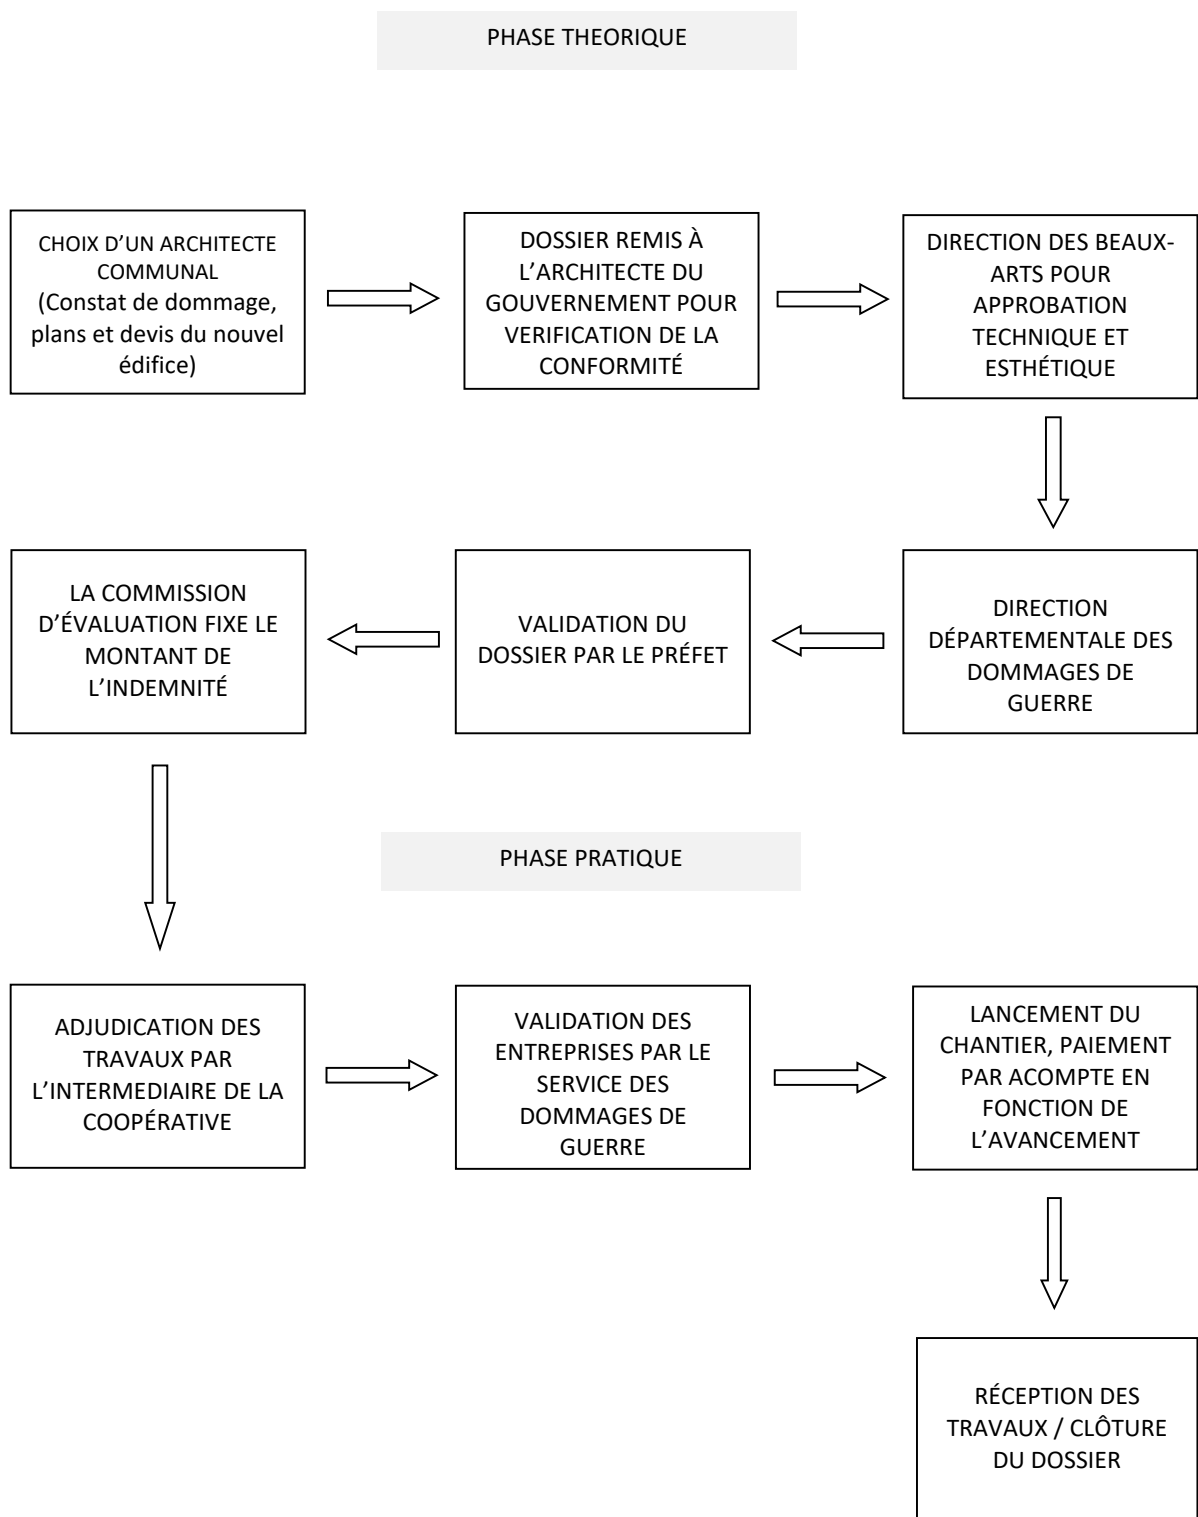 PHASE THEORIQUE
CHOIX D’UN ARCHITECTE
COMMUNAL
(Constat de dommage,
plans et devis du nouvel
édifice)
DOSSIER REMIS À
L’ARCHITECTE DU
GOUVERNEMENT POUR
VERIFICATION DE LA
CONFORMITÉ
DIRECTION DES BEAUX-
ARTS POUR
APPROBATION
TECHNIQUE ET
ESTHÉTIQUE
DIRECTION
DÉPARTEMENTALE DES
DOMMAGES DE
GUERRE
VALIDATION DU
DOSSIER PAR LE PRÉFET
LA COMMISSION
D’ÉVALUATION FIXE LE
MONTANT DE
L’INDEMNITÉ
PHASE PRATIQUE
ADJUDICATION DES
TRAVAUX PAR
L’INTERMEDIAIRE DE LA
COOPÉRATIVE
VALIDATION DES
ENTREPRISES PAR LE
SERVICE DES
DOMMAGES DE
GUERRE
LANCEMENT DU
CHANTIER, PAIEMENT
PAR ACOMPTE EN
FONCTION DE
L’AVANCEMENT
RÉCEPTION DES
TRAVAUX / CLÔTURE
DU DOSSIER